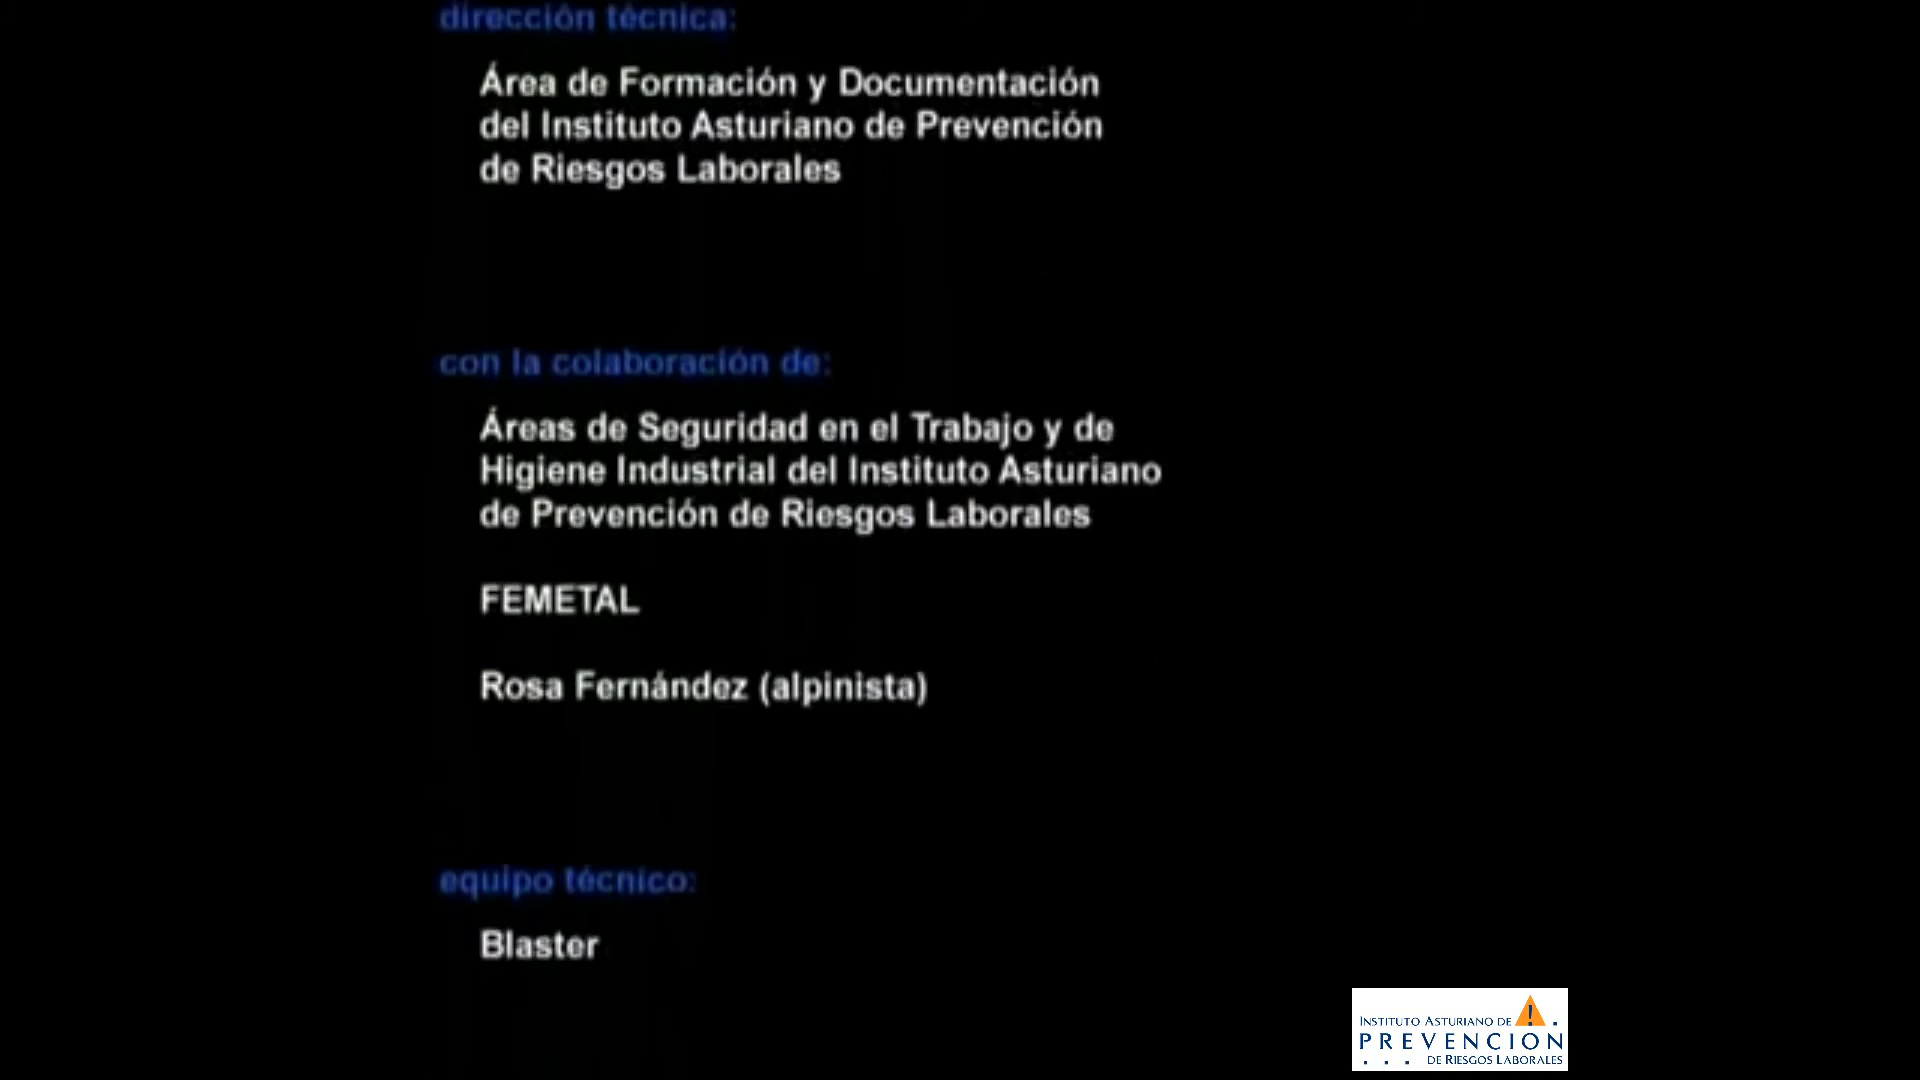 dirección técnica:
Área de Formación y Documentación
del Instituto Asturiano de Prevención
de Riesgos Laborales
con la colaboración de:
Áreas de Seguridad en el Trabajo y de
Higiene Industrial del Instituto Asturiano
de Prevención de Riesgos Laborales
FEMETAL
Rosa Fernández (alpinista)
equipo técnico:
Blaster
INSTITUTO ASTURIANO DE
PREVENCION
DE RIESGOS LABORALES